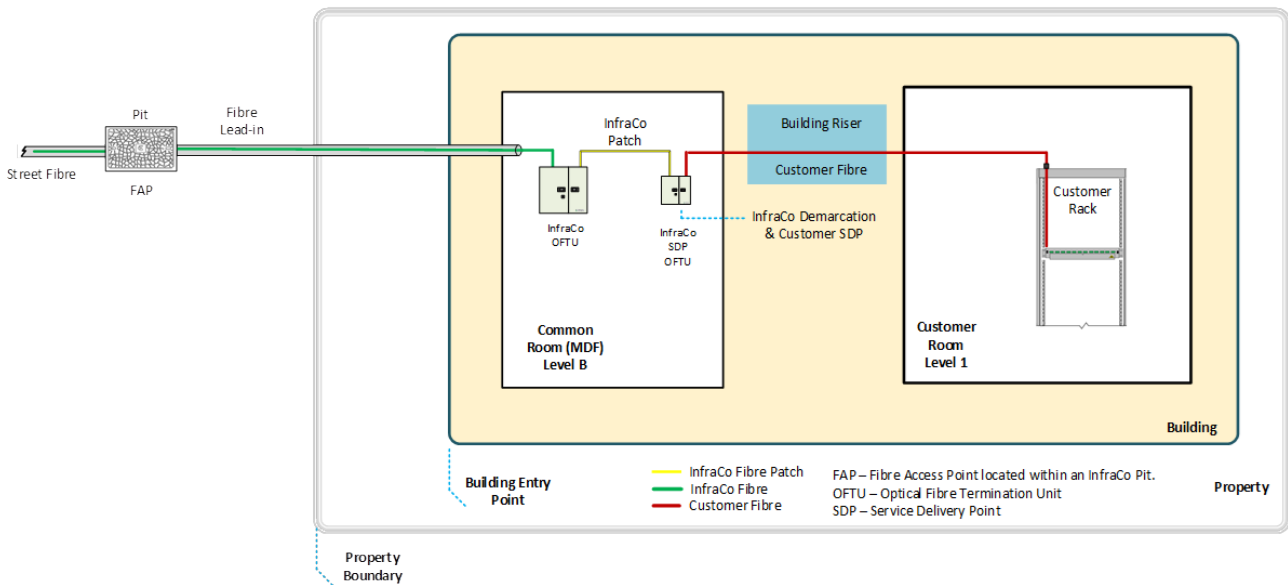 Pit
Fibre
Lead-in
Street Fibre
FAP
InfraCo
Patch
InfraCo
OFTU
InfraCo
SDP
OFTU
Common
Room (MDF)
Level B
Building Riser
Customer Fibre
InfraCo Demarcation
& Customer SDP
Customer
Rack
Customer
Room
Level 1
Building
Building Entry
Point
InfraCo Fibre Patch
InfraCo Fibre
Customer Fibre
FAP – Fibre Access Point located within an InfraCo Pit.
OFTU – Optical Fibre Termination Unit
SDP – Service Delivery Point
Property
Property
Boundary